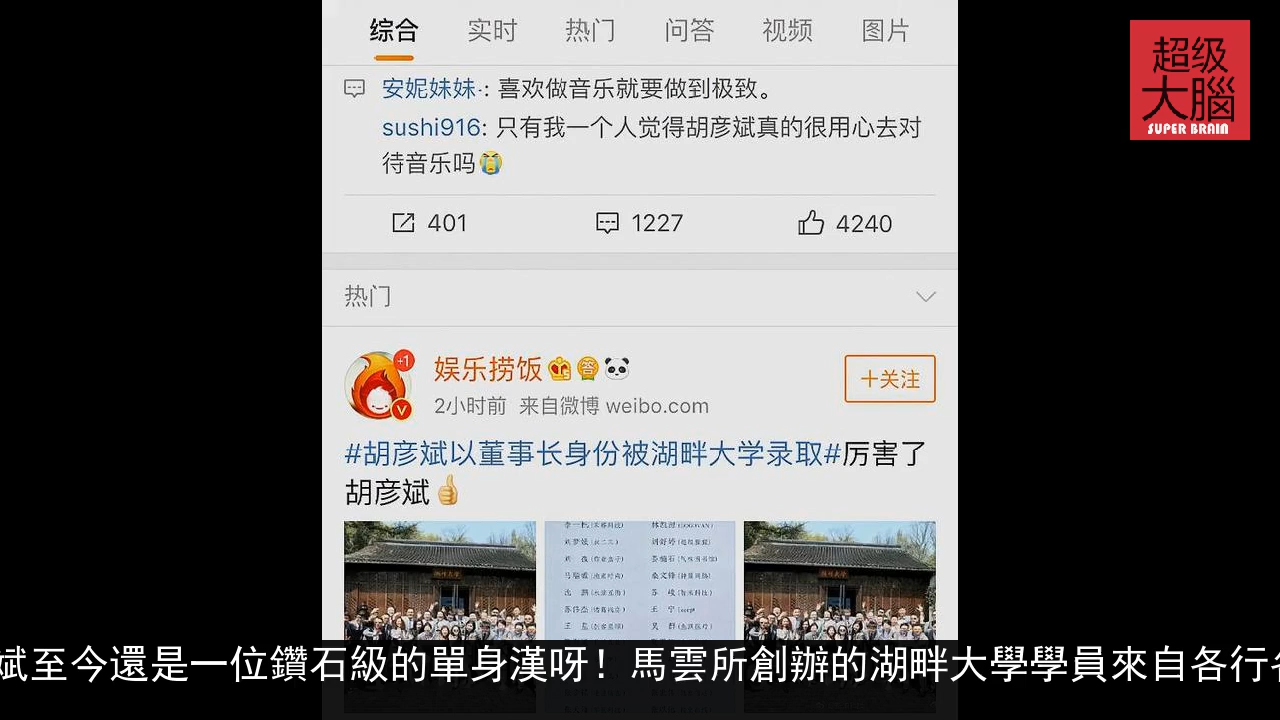 综合 实时 热门 问答 视频 图片
超级
大腦
SUPER BRAIN
安妮妹妹·: 喜欢做音乐就要做到极致。
sushi916: 只有我一个人觉得胡彦斌真的很用心去对
待音乐吗😭
401 1227 4240
热门
+1
娱乐捞饭
V
+关注
2小时前 来自微博 weibo.com
#胡彦斌以董事长身份被湖畔大学录取#厉害了
胡彦斌👍
斌至今還是一位鑽石級的單身漢呀！馬雲所創辦的湖畔大學學員來自各行